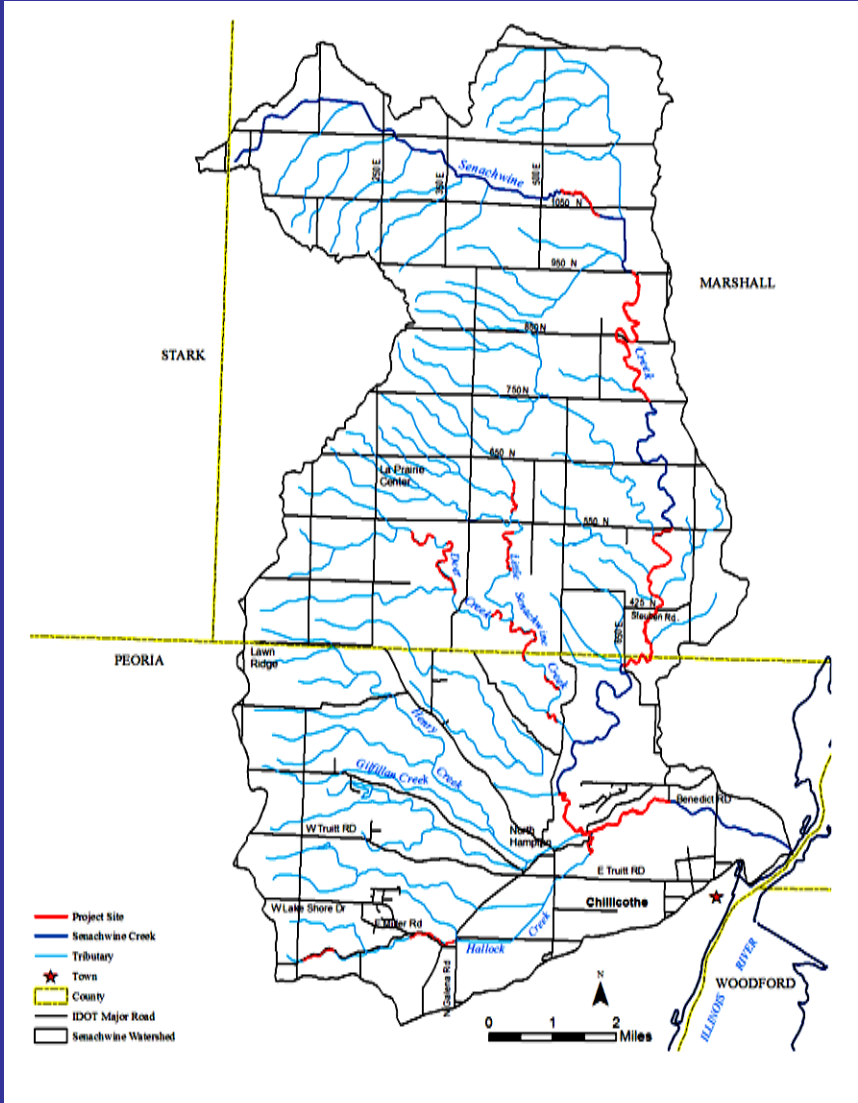 Senachwine
250 E
350 E
500 E
1050 N
950 N
MARSHALL
STARK
850 N
Creek
750 N
650 N
La Prairie
Center
550 N
Deer
Creek
Little
Senachwine
Creek
425 N
Steuben Rd.
650 E
PEORIA
Lawn
Ridge
Henry
Creek
Gilfillan Creek
Benedict RD
W Truitt RD
North
Hampton
E Truitt RD
W Lake Shore Dr
E Miller Rd
Chillicothe
Creek
Hallock
N Galena Rd
ILLINOIS RIVER
WOODFORD
N
0 1 2
Miles
Project Site
Senachwine Creek
Tributary
Town
County
IDOT Major Road
Senachwine Watershed